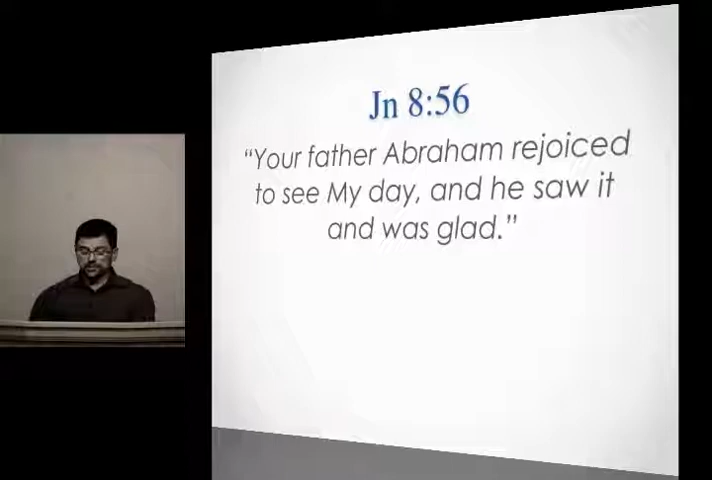 Jn 8:56
“Your father Abraham rejoiced
to see My day, and he saw it
and was glad.”